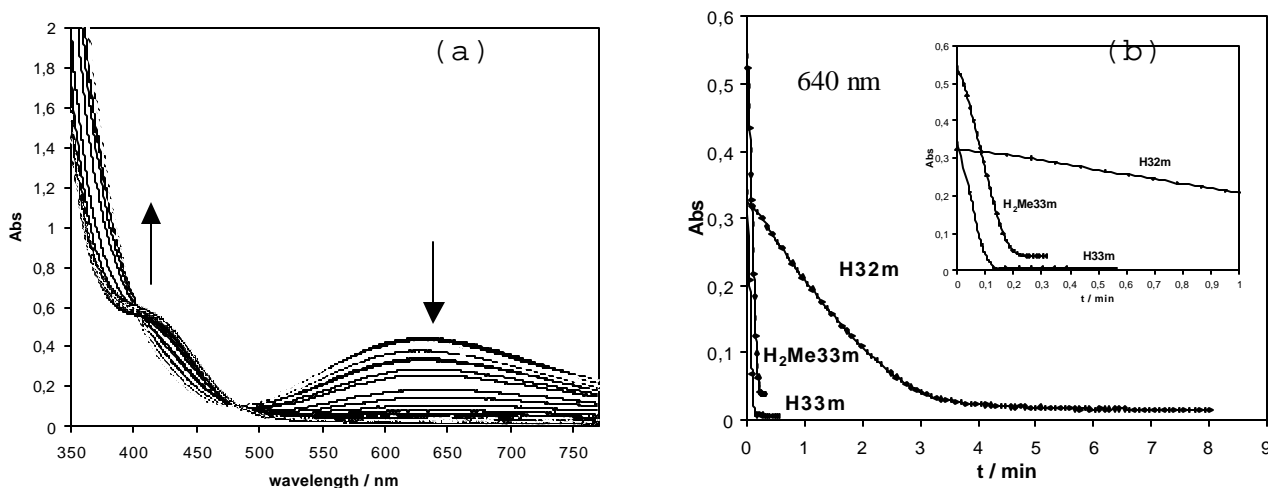 (a)
Abs
2
1,8
1,6
1,4
1,2
1
0,8
0,6
0,4
0,2
0
350 400 450 500 550 600 650 700 750
wavelength / nm
(b)
640 nm
Abs
0,6
0,5
0,4
0,3
0,2
0,1
0
0 1 2 3 4 5 6 7 8 9
t / min
H32m
H₂Me33m
H33m
Abs
0,6
0,5
0,4
0,3
0,2
0,1
0
0 0,1 0,2 0,3 0,4 0,5 0,6 0,7 0,8 0,9 1
t / min
H32m
H₂Me33m
H33m